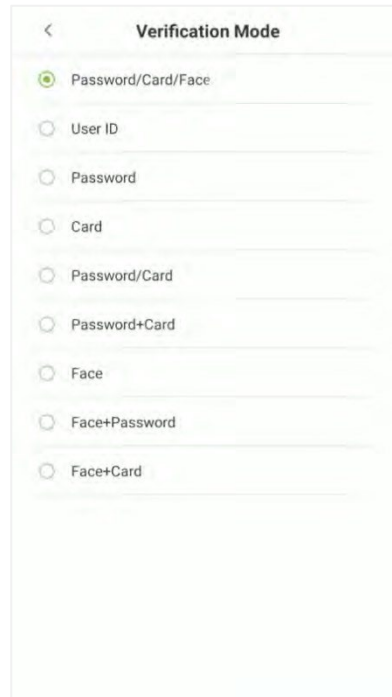 Verification Mode
Password/Card/Face
User ID
Password
Card
Password/Card
Password+Card
Face
Face+Password
Face+Card